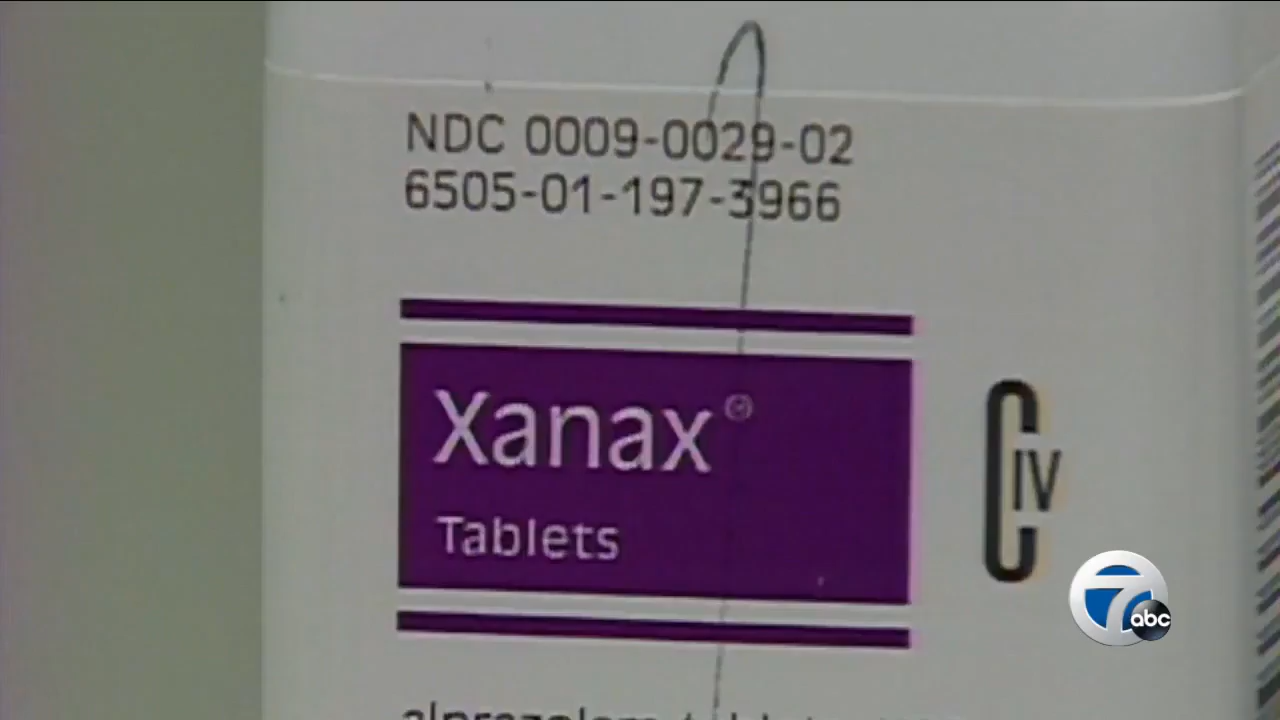 NDC 0009-0029-02
6505-01-197-3966
Xanax®
Tablets
C IV
7 abc